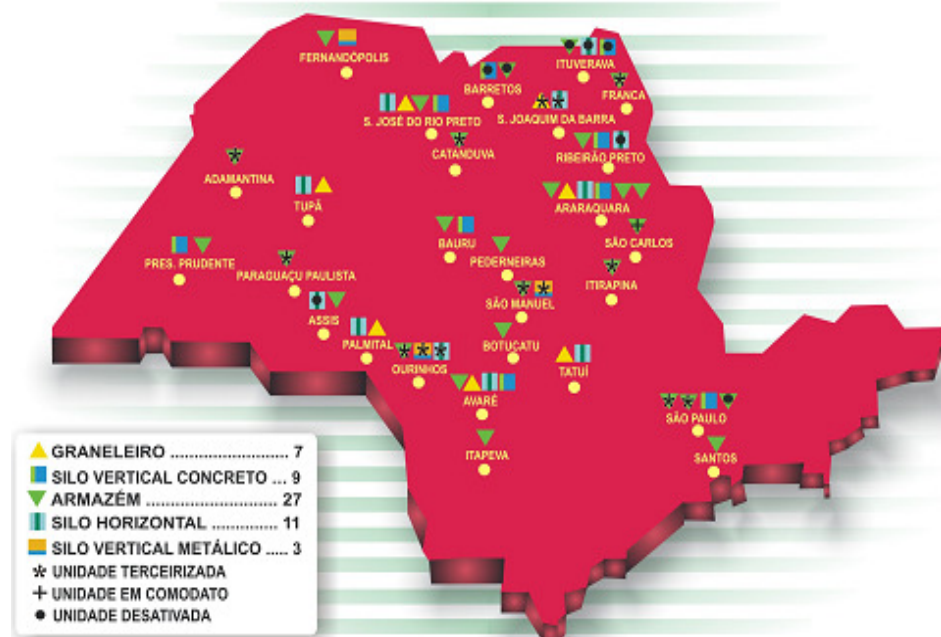 FERNANDÓPOLIS
ITUVERAVA
BARRETOS
FRANCA
S. JOSÉ DO RIO PRETO
S. JOAQUIM DA BARRA
CATANDUVA
RIBEIRÃO PRETO
ADAMANTINA
TUPÃ
ARARAQUARA
BAURU
SÃO CARLOS
PRES. PRUDENTE
PARAGUAÇU PAULISTA
PEDERNEIRAS
ITIRAPINA
SÃO MANUEL
ASSIS
PALMITAL
BOTUCATU
OURINHOS
TATUÍ
AVARÉ
SÃO PAULO
ITAPEVA
SANTOS
GRANELEIRO ............................ 7
SILO VERTICAL CONCRETO ... 9
ARMAZÉM ............................ 27
SILO HORIZONTAL ............... 11
SILO VERTICAL METÁLICO ..... 3
UNIDADE TERCEIRIZADA
UNIDADE EM COMODATO
UNIDADE DESATIVADA